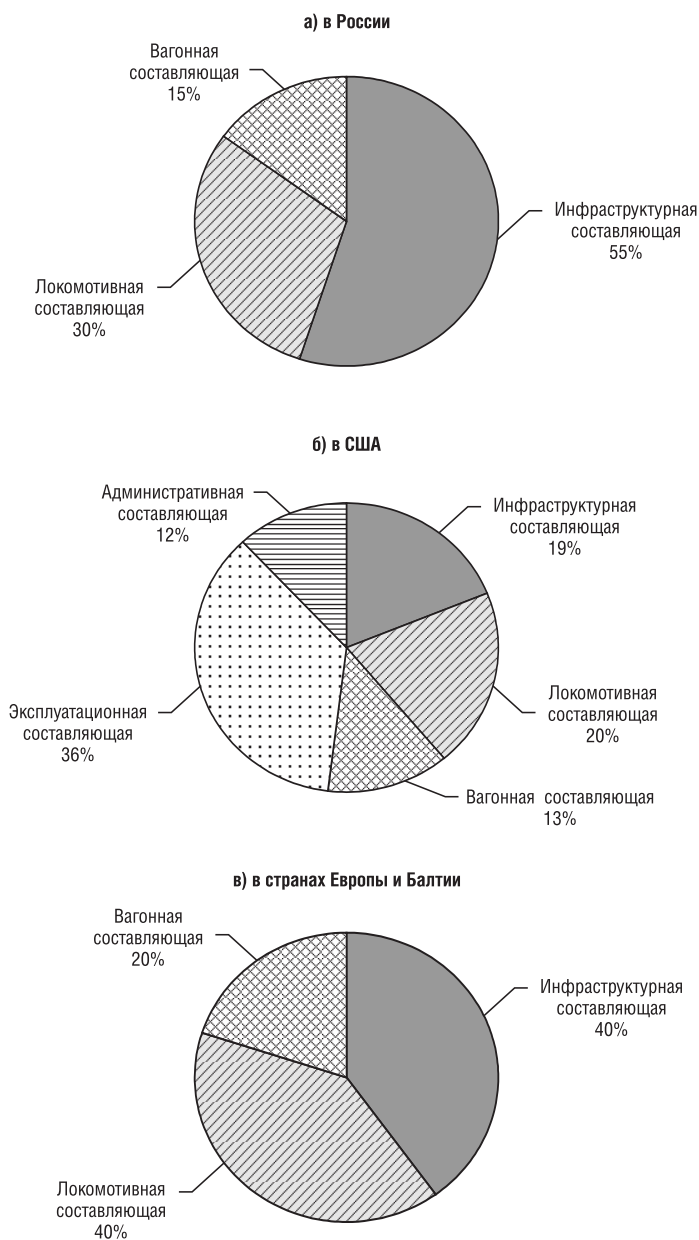 а) в России
Вагонная
составляющая
15%
Инфраструктурная
составляющая
55%
Локомотивная
составляющая
30%
б) в США
Административная
составляющая
12%
Инфраструктурная
составляющая
19%
Локомотивная
составляющая
20%
Эксплуатационная
составляющая
36%
Вагонная составляющая
13%
в) в странах Европы и Балтии
Вагонная
составляющая
20%
Инфраструктурная
составляющая
40%
Локомотивная
составляющая
40%